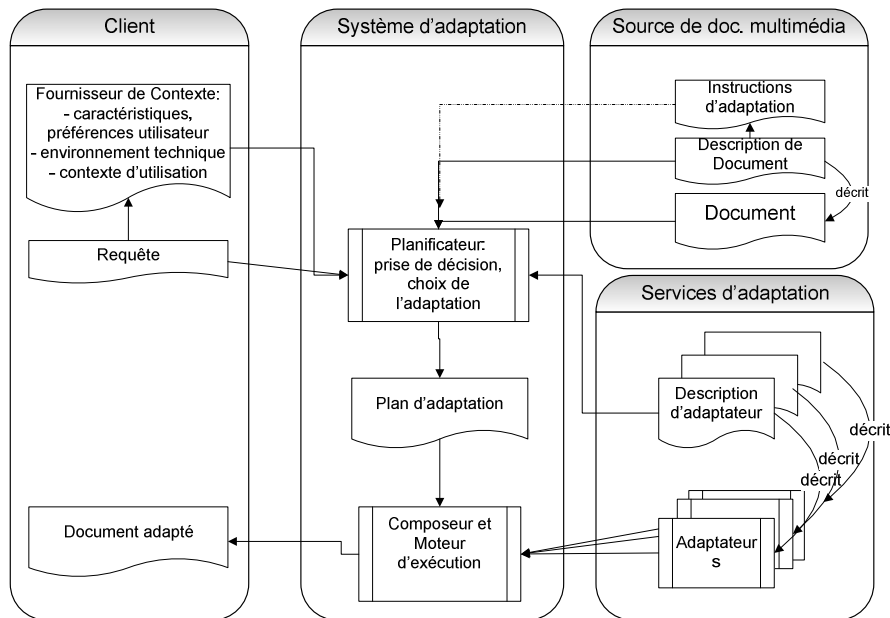 Client
Fournisseur de Contexte:
- caractéristiques,
préférences utilisateur
- environnement technique
- contexte d'utilisation
Requête
Document adapté
Système d'adaptation
Planificateur:
prise de décision,
choix de
l'adaptation
Plan d'adaptation
Composeur et
Moteur
d'exécution
Source de doc. multimédia
Instructions
d'adaptation
Description de
Document
décrit
Document
Services d'adaptation
Description
d'adaptateur
décrit
décrit
décrit
Adaptateur
s